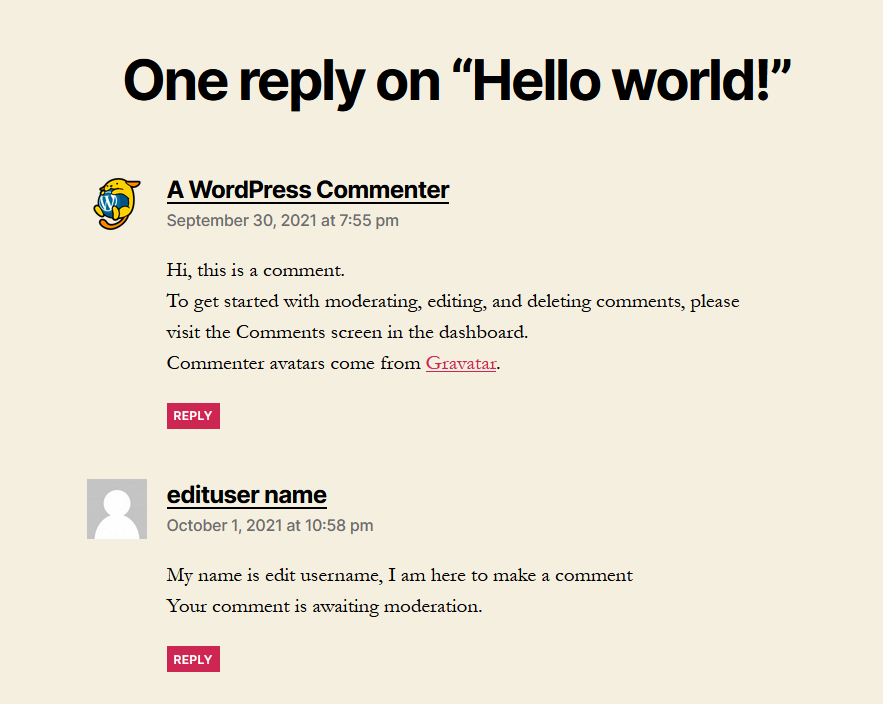 One reply on “Hello world!”
A WordPress Commenter
September 30, 2021 at 7:55 pm
Hi, this is a comment.
To get started with moderating, editing, and deleting comments, please
visit the Comments screen in the dashboard.
Commenter avatars come from Gravatar.
REPLY
edituser name
October 1, 2021 at 10:58 pm
My name is edit username, I am here to make a comment
Your comment is awaiting moderation.
REPLY